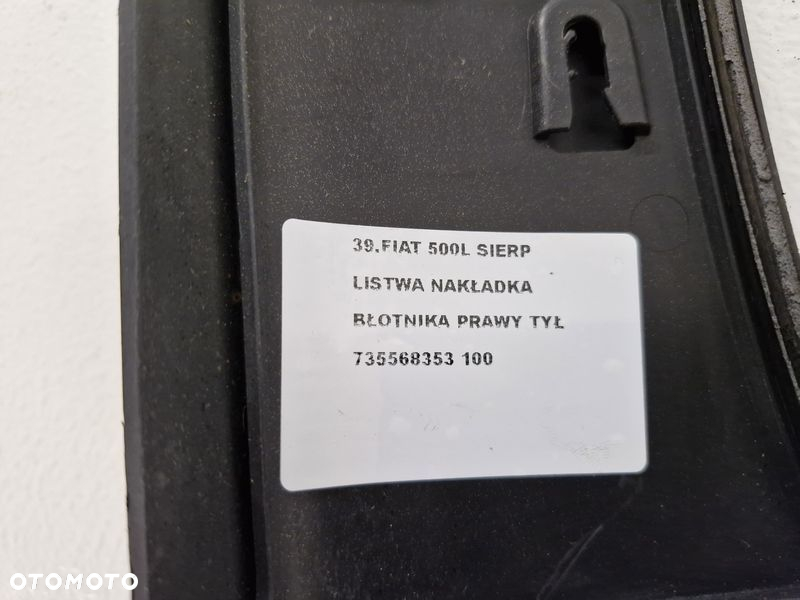 39.FIAT 500L SIERP
LISTWA NAKŁADKA
BŁOTNIKA PRAWY TYŁ
735568353 100
OTOMOTO